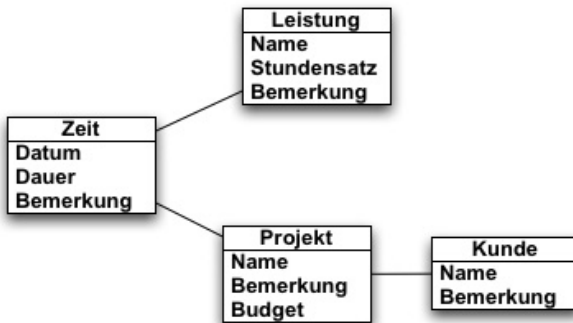 Leistung
Name
Stundensatz
Bemerkung
Zeit
Datum
Dauer
Bemerkung
Projekt
Name
Bemerkung
Budget
Kunde
Name
Bemerkung